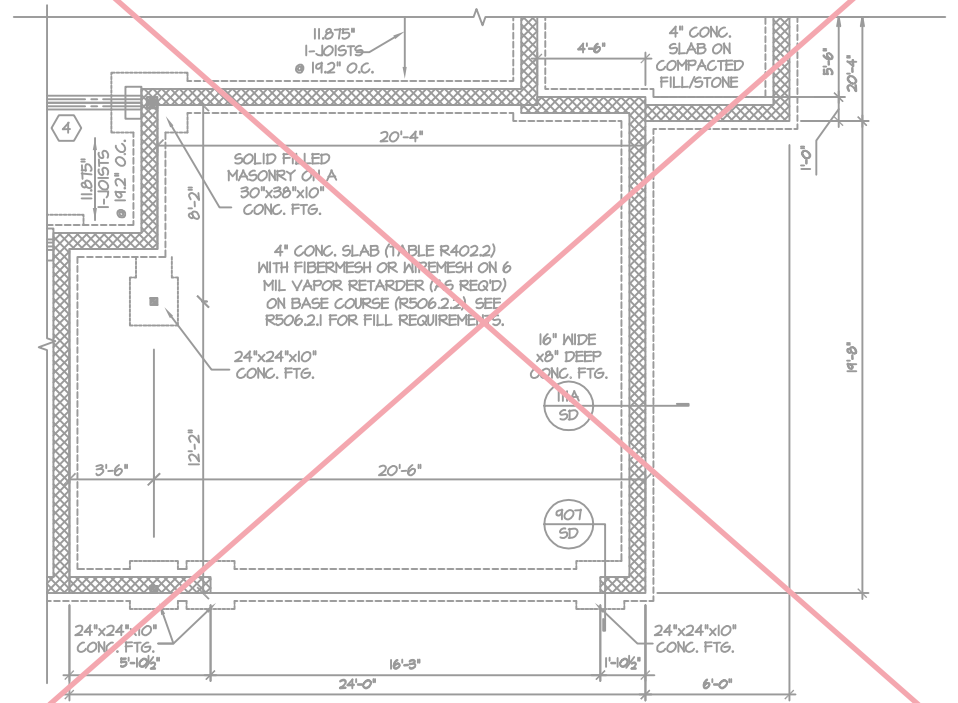 11.875"
I-JOISTS
@ 19.2" O.C.
4'-6"
4" CONC.
SLAB ON
COMPACTED
FILL/STONE
5'-6"
20'-4"
1'-0"
4
11.875"
I-JOISTS
@ 19.2" O.C.
20'-4"
SOLID FILLED
MASONRY ON A
30"x38"x10"
CONC. FTG.
8'-2"
4" CONC. SLAB (TABLE R402.2)
WITH FIBERMESH OR WIREMESH ON 6
MIL VAPOR RETARDER (AS REQ'D)
ON BASE COURSE (R506.2.2). SEE
R506.2.1 FOR FILL REQUIREMENTS.
24"x24"x10"
CONC. FTG.
16" WIDE
x8" DEEP
CONC. FTG.
111A
SD
19'-8"
12'-2"
3'-6"
20'-6"
907
SD
24"x24"x10"
CONC. FTG.
24"x24"x10"
CONC. FTG.
5'-10½"
16'-3"
1'-10½"
24'-0"
6'-0"